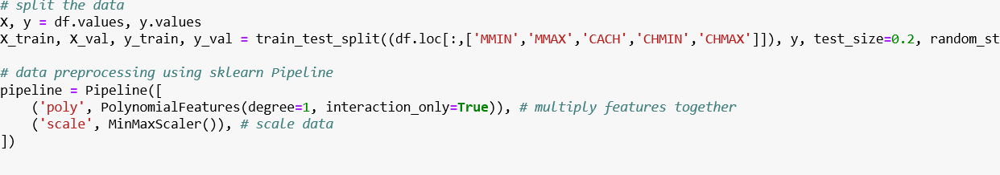 # split the data
X, y = df.values, y.values
X_train, X_val, y_train, y_val = train_test_split((df.loc[:,['MMIN','MMAX','CACH','CHMIN','CHMAX']]), y, test_size=0.2, random_st
# data preprocessing using sklearn Pipeline
pipeline = Pipeline([
    ('poly', PolynomialFeatures(degree=1, interaction_only=True)), # multiply features together
    ('scale', MinMaxScaler()), # scale data
])